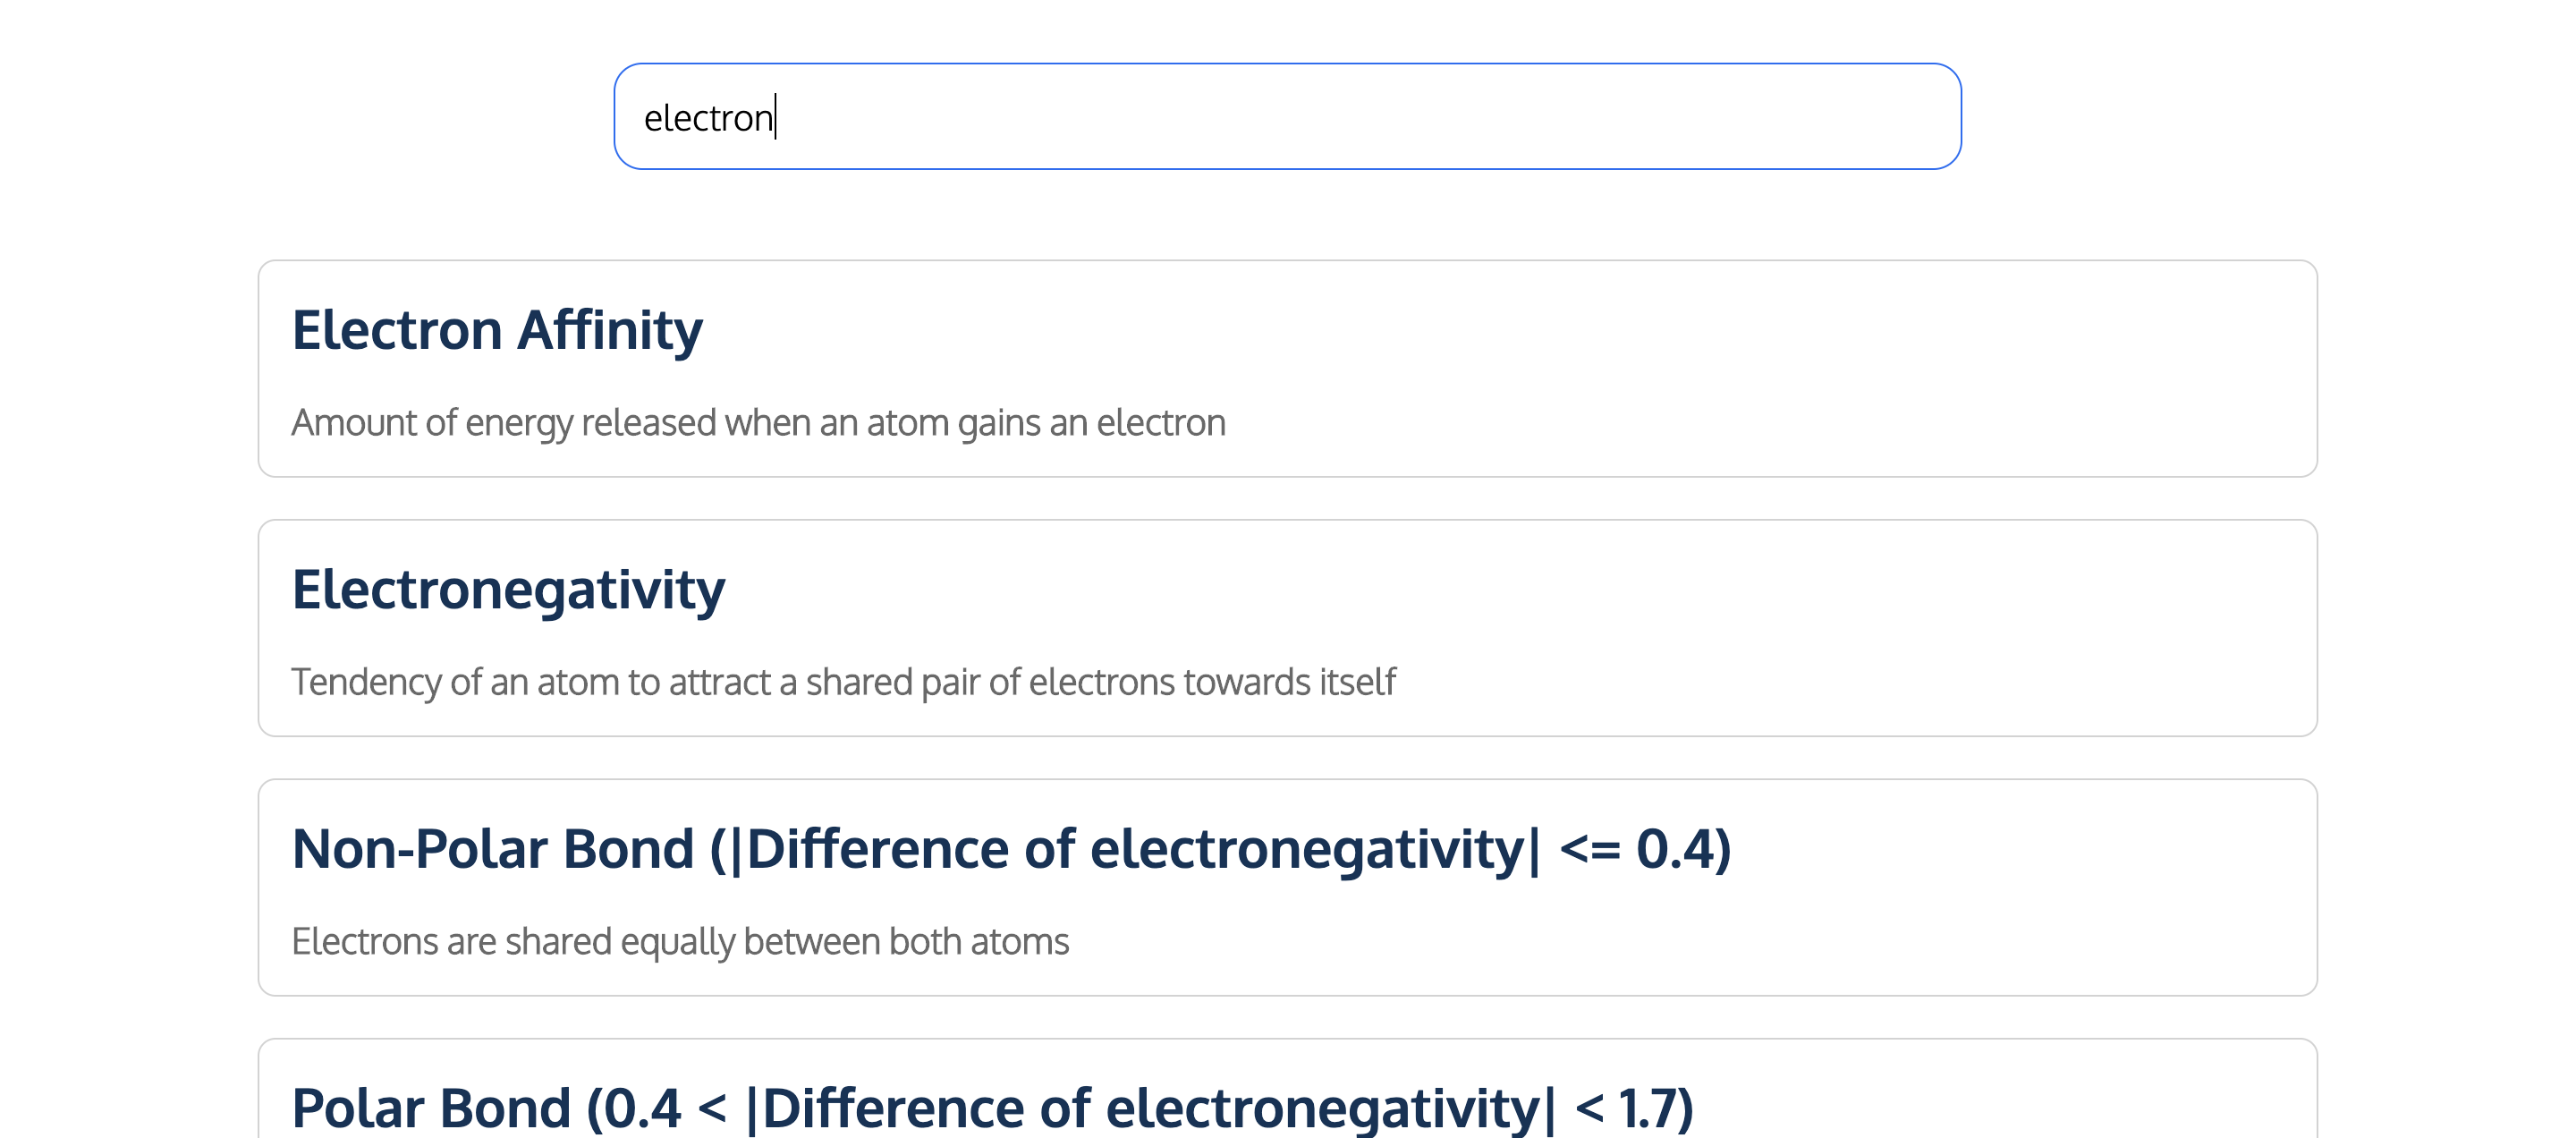 electron
Electron Affinity
Amount of energy released when an atom gains an electron
Electronegativity
Tendency of an atom to attract a shared pair of electrons towards itself
Non-Polar Bond (|Difference of electronegativity| <= 0.4)
Electrons are shared equally between both atoms
Polar Bond (0.4 < |Difference of electronegativity| < 1.7)